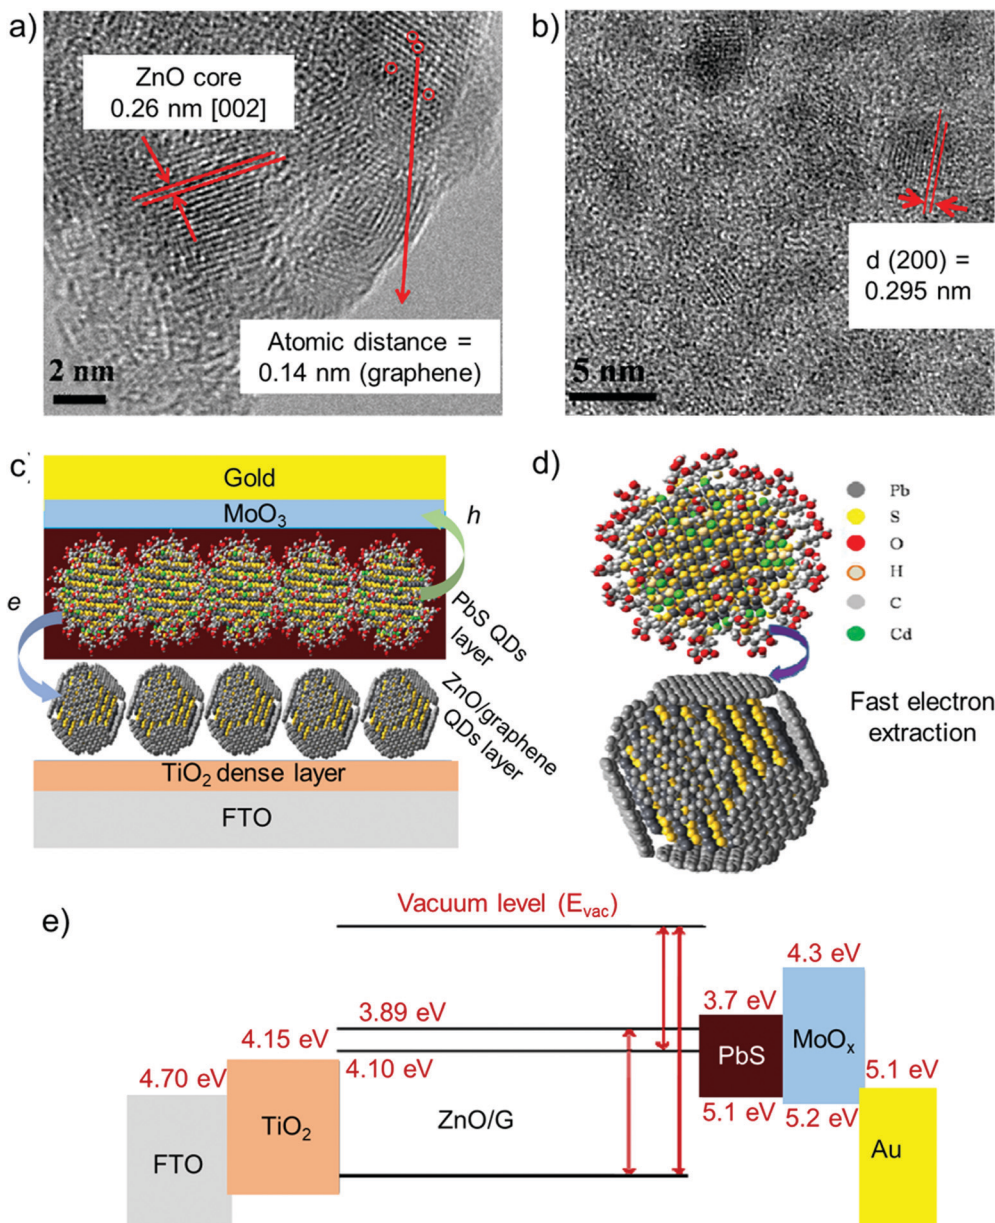 a)
ZnO core
0.26 nm [002]
Atomic distance =
0.14 nm (graphene)
2 nm
b)
d (200) =
0.295 nm
5 nm
c)
Gold
MoO₃
h
e
PbS QDs
layer
ZnO/graphene
QDs layer
TiO₂ dense layer
FTO
d)
Pb
S
O
H
C
Cd
Fast electron
extraction
e)
Vacuum level (Eᵥₐc)
4.3 eV
3.89 eV
3.7 eV
4.15 eV
PbS
MoOₓ
4.70 eV
4.10 eV
5.1 eV
5.1 eV
5.2 eV
TiO₂
ZnO/G
FTO
Au